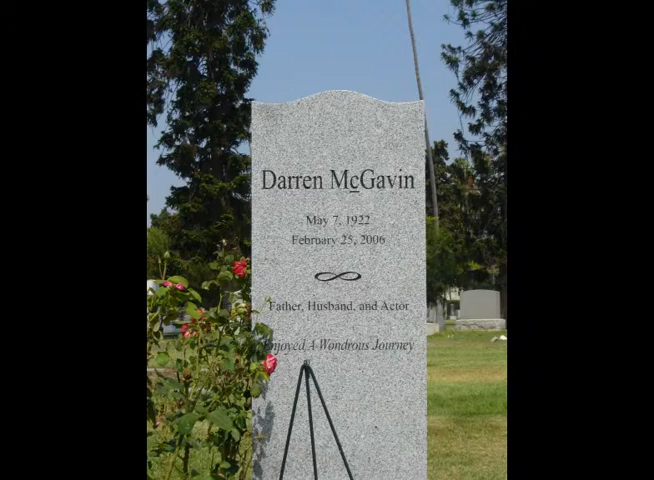 Darren McGavin
May 7, 1922
February 25, 2006
Father, Husband, and Actor
Enjoyed A Wondrous Journey